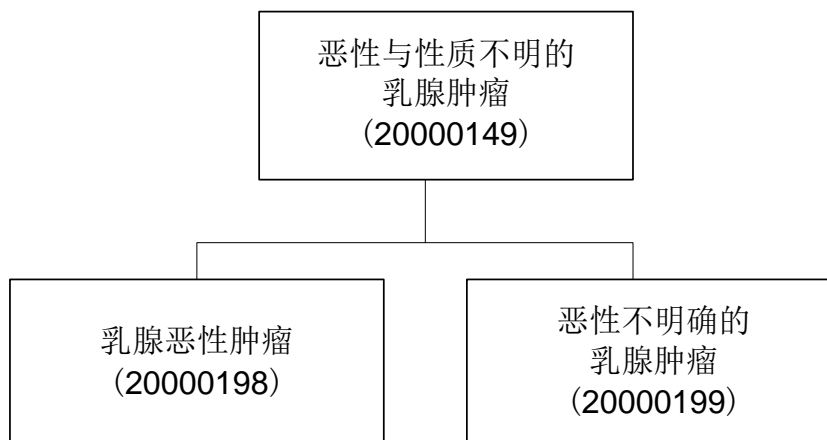 恶性与性质不明的
乳腺肿瘤
（20000149）
乳腺恶性肿瘤
（20000198）
恶性不明确的
乳腺肿瘤
（20000199）